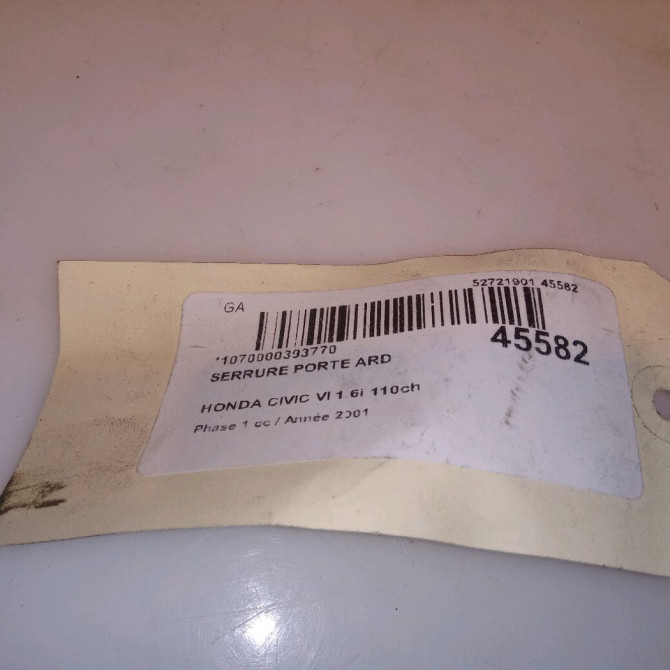 GA
52721901 45582
*1070000393770
45582
SERRURE PORTE ARD
HONDA CIVIC VI 1.6i 110ch
Phase 1 cc / Année 2001